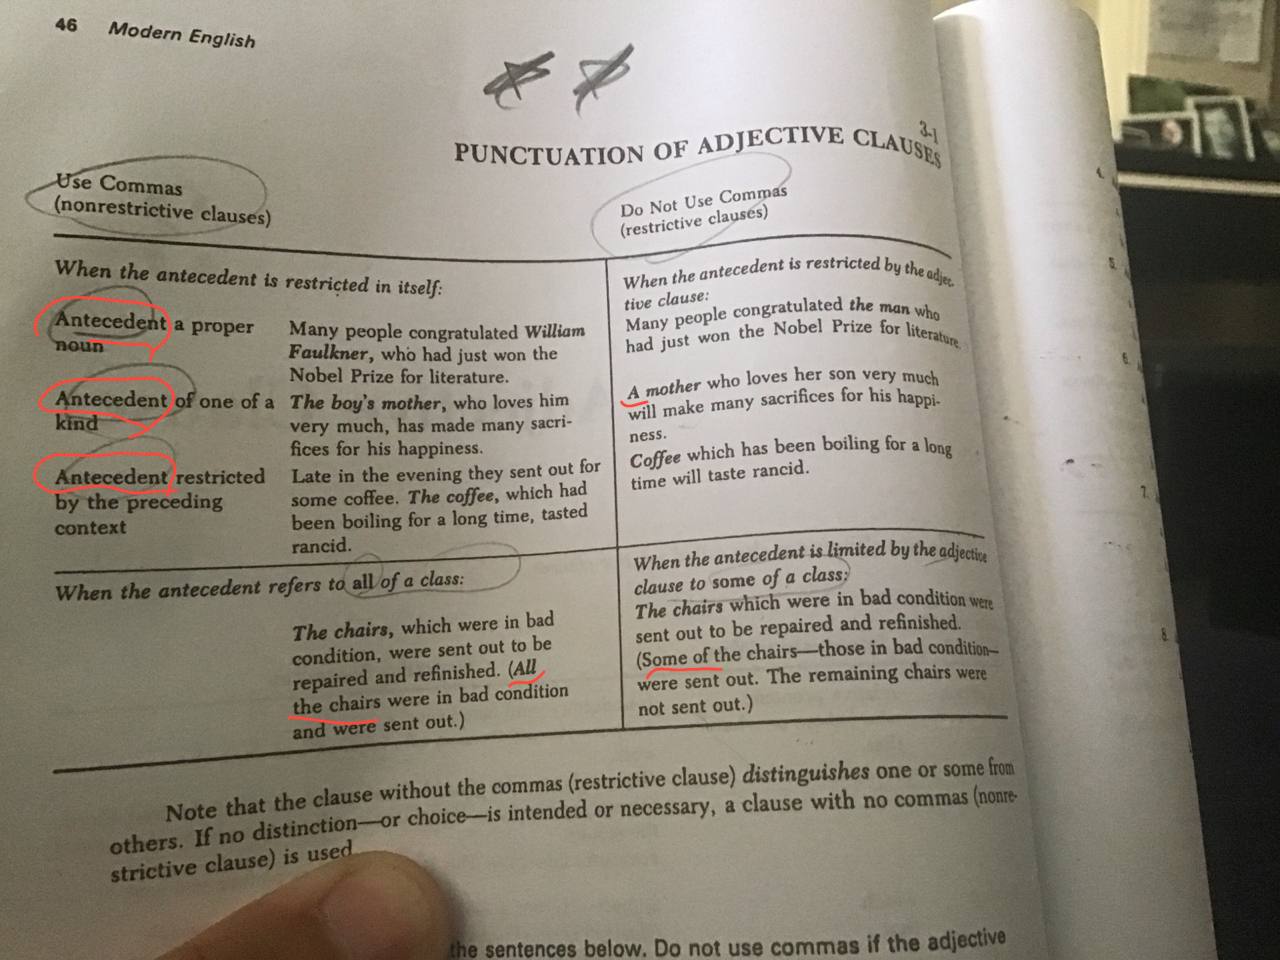 46 Modern English
3-1
PUNCTUATION OF ADJECTIVE CLAUSES
Use Commas
(nonrestrictive clauses)
Do Not Use Commas
(restrictive clauses)
When the antecedent is restricted in itself:
Antecedent a proper
noun
Many people congratulated William
Faulkner, who had just won the
Nobel Prize for literature.
Antecedent of one of a
kind
The boy's mother, who loves him
very much, has made many sacri-
fices for his happiness.
Antecedent restricted
by the preceding
context
Late in the evening they sent out for
some coffee. The coffee, which had
been boiling for a long time, tasted
rancid.
When the antecedent is restricted by the adjec-
tive clause:
Many people congratulated the man who
had just won the Nobel Prize for literature.
A mother who loves her son very much
will make many sacrifices for his happi-
ness.
Coffee which has been boiling for a long
time will taste rancid.
When the antecedent refers to all of a class:
The chairs, which were in bad
condition, were sent out to be
repaired and refinished. (All
the chairs were in bad condition
and were sent out.)
When the antecedent is limited by the adjective
clause to some of a class:
The chairs which were in bad condition were
sent out to be repaired and refinished.
(Some of the chairs—those in bad condition—
were sent out. The remaining chairs were
not sent out.)
Note that the clause without the commas (restrictive clause) distinguishes one or some from
others. If no distinction—or choice—is intended or necessary, a clause with no commas (nonre-
strictive clause) is used
the sentences below. Do not use commas if the adjective
4.
5.
6.
7.
8.